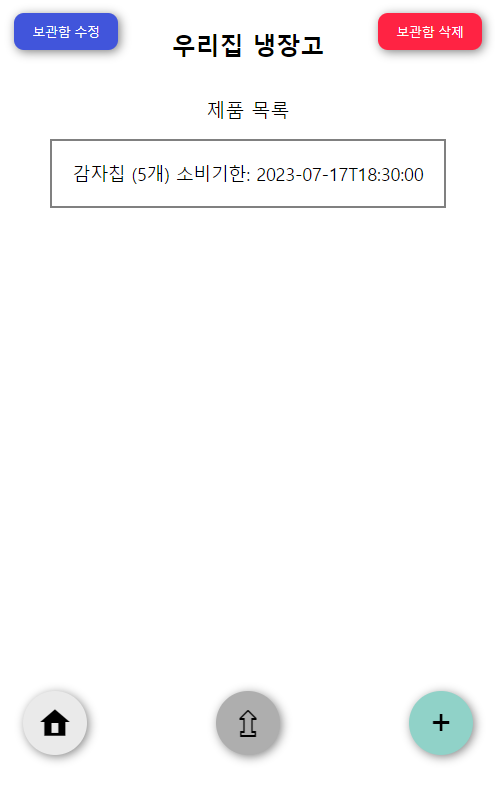 보관함 수정
우리집 냉장고
보관함 삭제
제품 목록
감자칩 (5개) 소비기한: 2023-07-17T18:30:00
+